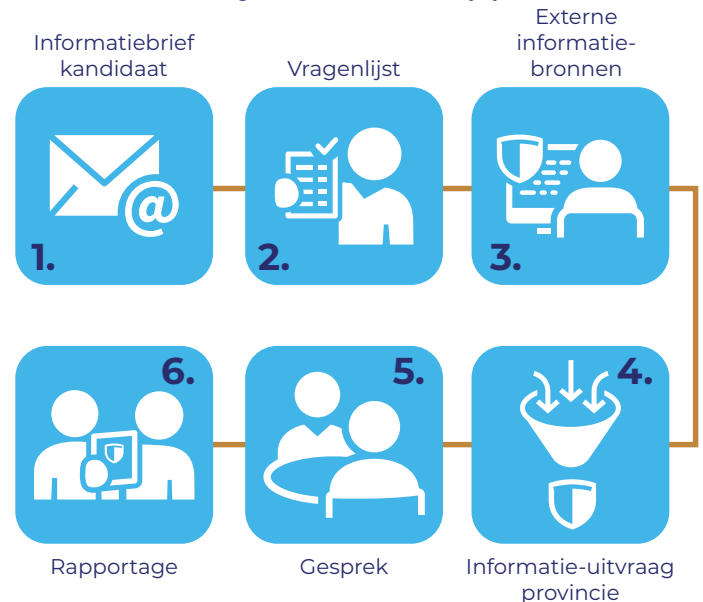 Informatiebrief
kandidaat
Vragenlijst
Externe
informatie-
bronnen
@
1.
2.
3.
6.
5.
4.
Rapportage
Gesprek
Informatie-uitvraag
provincie